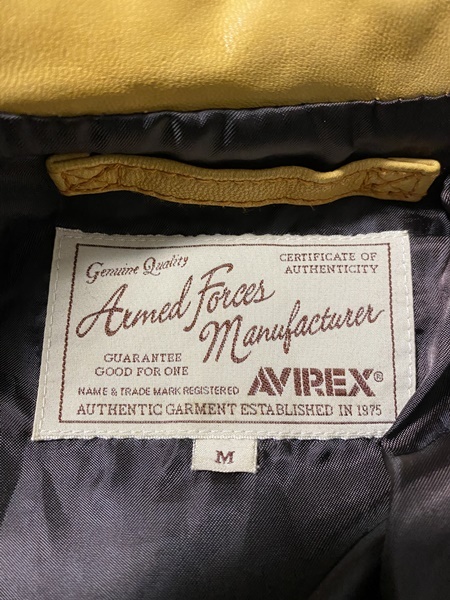 Genuine Quality
CERTIFICATE OF
AUTHENTICITY
Armed Forces
Manufacturer
GUARANTEE
GOOD FOR ONE
NAME & TRADE MARK REGISTERED
AVIREX®
AUTHENTIC GARMENT ESTABLISHED IN 1975
M